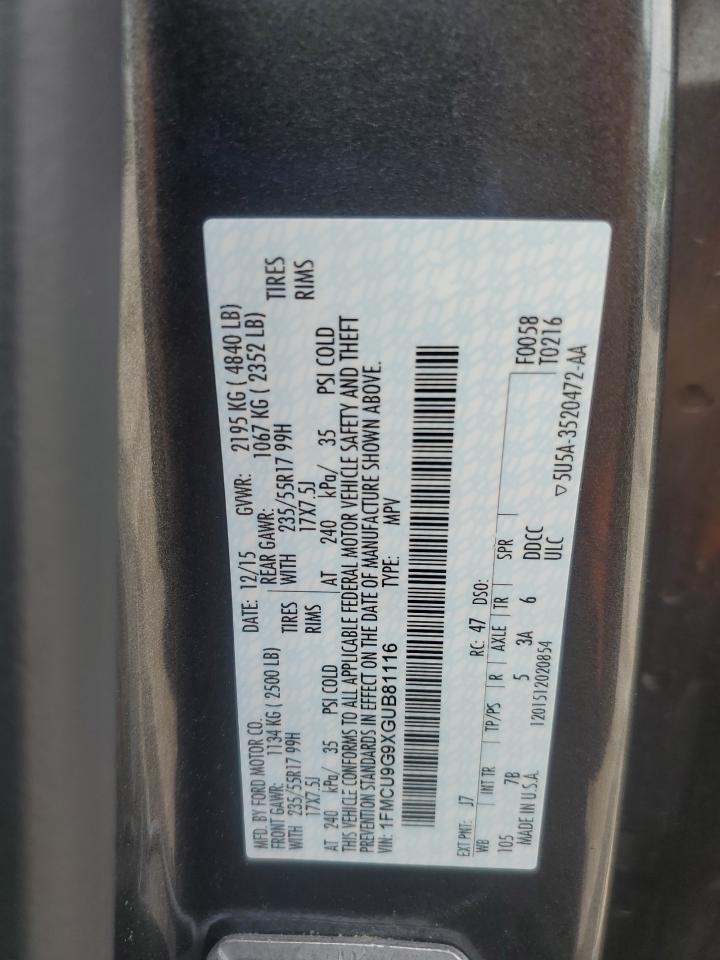 MFD. BY FORD MOTOR CO.
DATE: 12/15 GVWR: 2195 KG ( 4840 LB)
FRONT GAWR: 1134 KG ( 2500 LB) REAR GAWR: 1067 KG ( 2352 LB)
WITH 235/55R17 99H TIRES WITH 235/55R17 99H TIRES
17X7.5J RIMS 17X7.5J RIMS
AT 240 kPa/ 35 PSI COLD AT 240 kPa/ 35 PSI COLD
THIS VEHICLE CONFORMS TO ALL APPLICABLE FEDERAL MOTOR VEHICLE SAFETY AND THEFT
PREVENTION STANDARDS IN EFFECT ON THE DATE OF MANUFACTURE SHOWN ABOVE.
VIN: 1FMCU9G9XGUB81116 TYPE: MPV
EXT PNT: J7 RC: 47 DSO:
WB INT TR TP/PS R AXLE TR SPR F0058
105 7B 5 3A 6 DDCC T0216
MADE IN U.S.A. 1201512020854 ULC
▽5U5A-3520472-AA